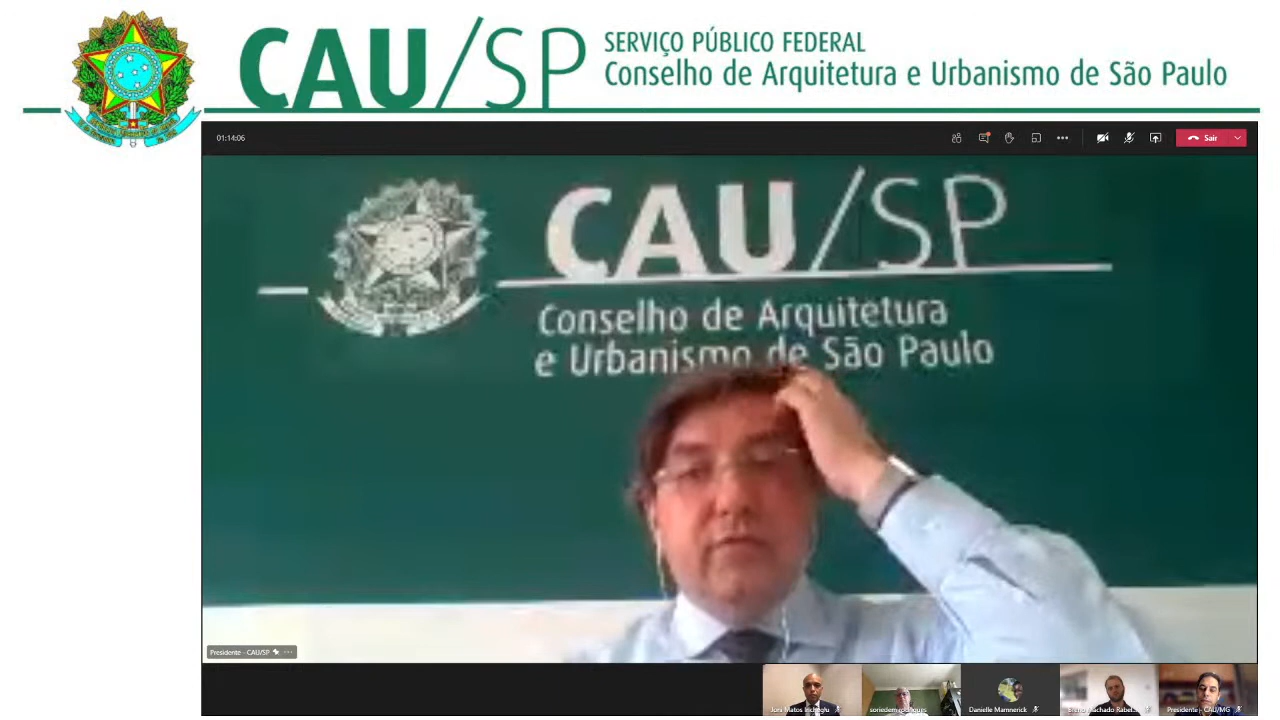 CAU/SP
SERVIÇO PÚBLICO FEDERAL
Conselho de Arquitetura e Urbanismo de São Paulo
01:14:06
Sair
CAU/SP
Conselho de Arquitetura
e Urbanismo de São Paulo
Presidente - CAU/SP
Danielle Mamnerick
Presidente - CAU/MG